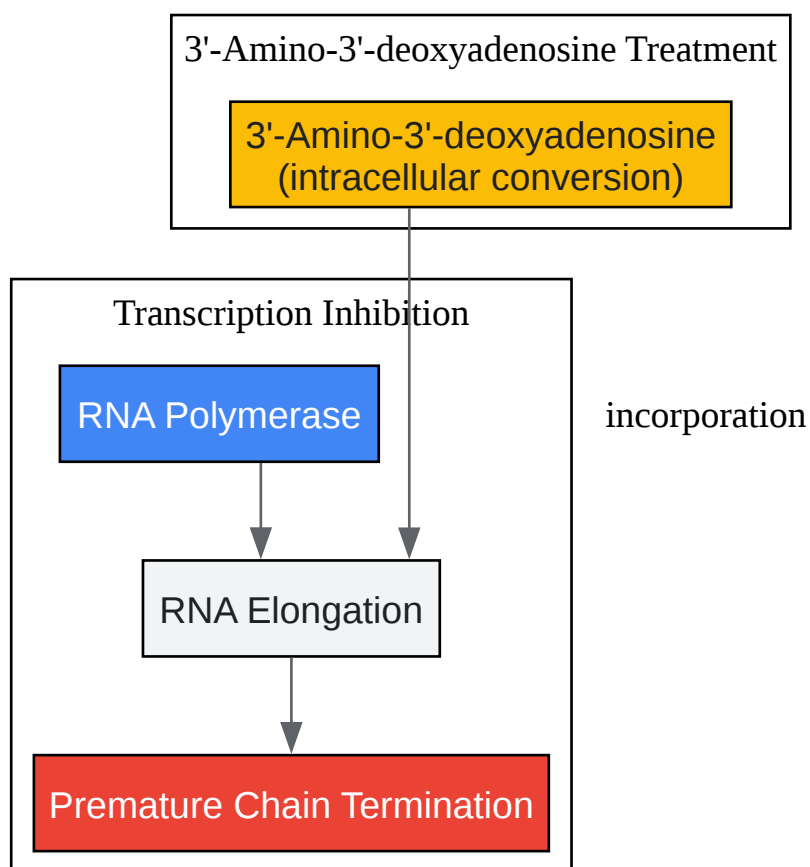 3'-Amino-3'-deoxyadenosine Treatment
3'-Amino-3'-deoxyadenosine
(intracellular conversion)
Transcription Inhibition
RNA Polymerase
incorporation
RNA Elongation
Premature Chain Termination